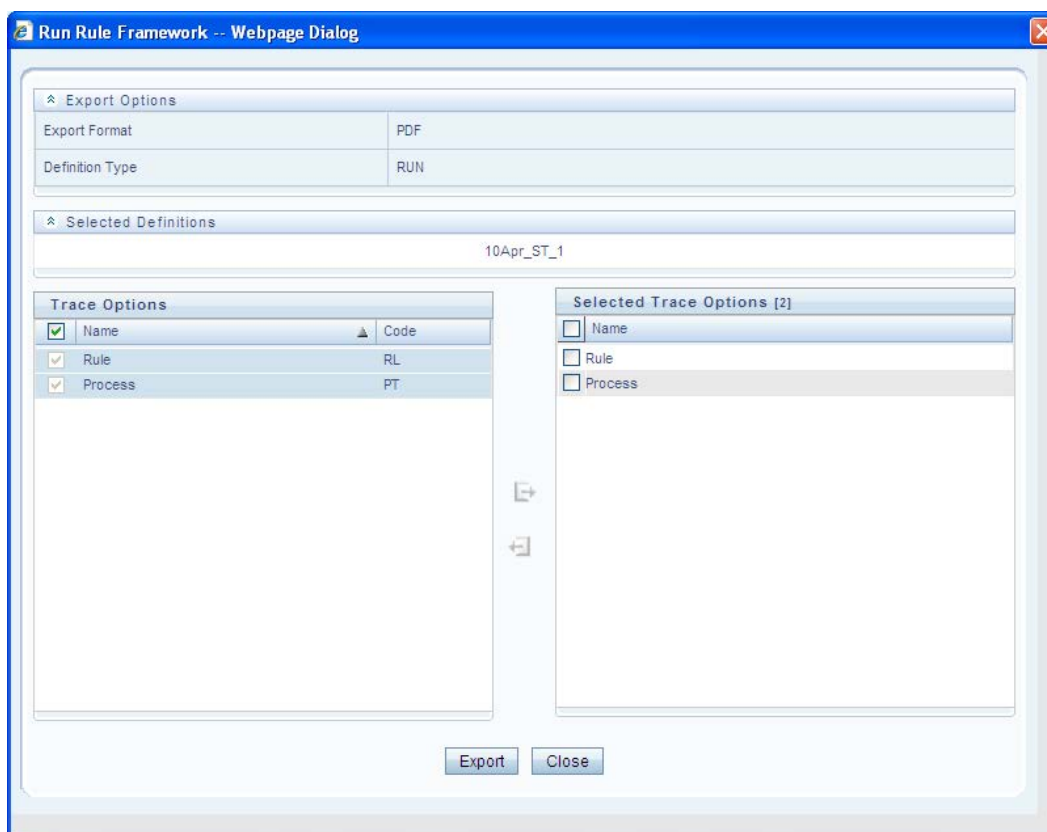 Run Rule Framework -- Webpage Dialog
Export Options
Export Format PDF
Definition Type RUN
Selected Definitions
10Apr_ST_1
Trace Options
Name Code
Rule RL
Process PT
Selected Trace Options [2]
Name
Rule
Process
Export Close